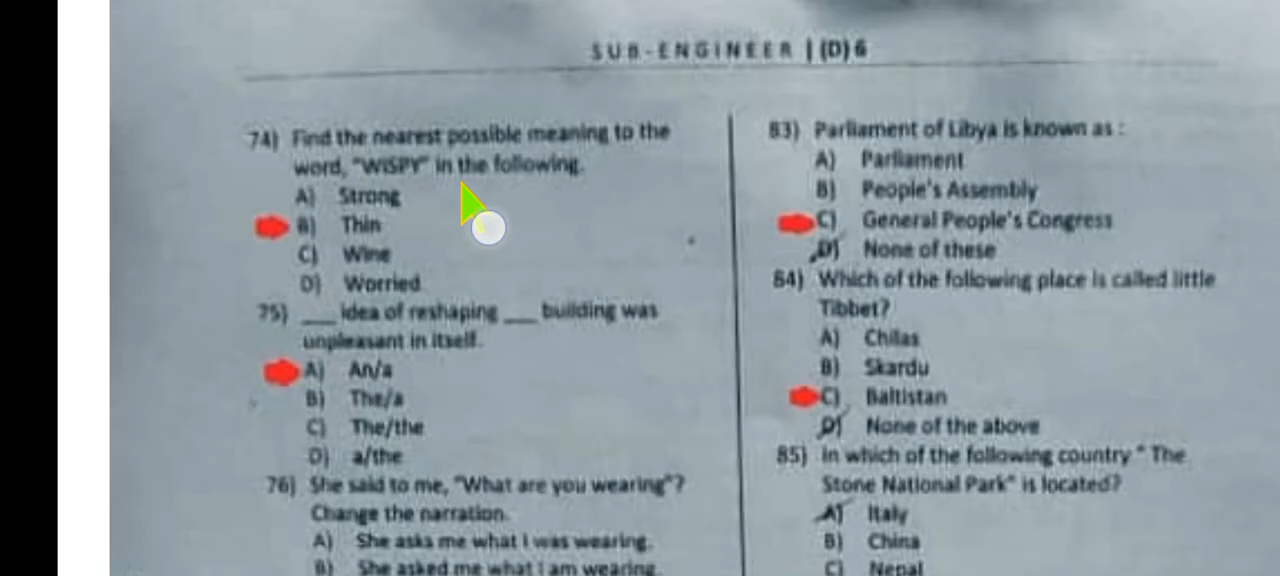 SUB-ENGINEER | (D) 6
74) Find the nearest possible meaning to the
word, "WISPY" in the following.
A) Strong
B) Thin
C) Wine
D) Worried
75) ___ idea of reshaping ___ building was
unpleasant in itself.
A) An/a
B) The/a
C) The/the
D) a/the
76) She said to me, "What are you wearing"?
Change the narration.
A) She asks me what I was wearing.
B) She asked me what I am wearing.
83) Parliament of Libya is known as :
A) Parliament
B) People's Assembly
C) General People's Congress
D) None of these
84) Which of the following place is called little
Tibbet?
A) Chilas
B) Skardu
C) Baltistan
D) None of the above
85) In which of the following country " The
Stone National Park" is located?
A) Italy
B) China
C) Nepal